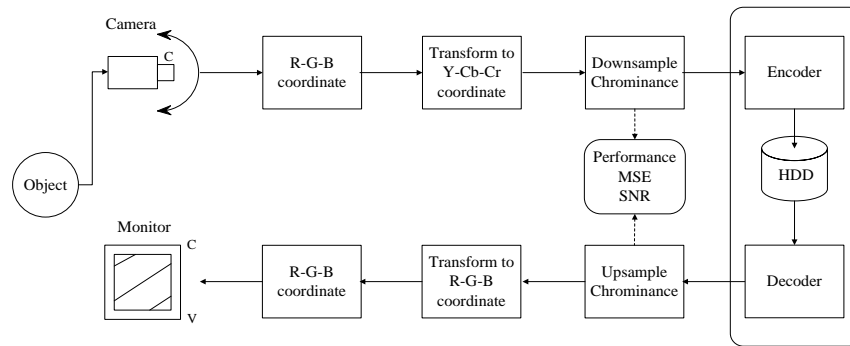 Camera
C
R-G-B
coordinate
Transform to
Y-Cb-Cr
coordinate
Downsample
Chrominance
Encoder
Object
Performance
MSE
SNR
HDD
Monitor
C
V
R-G-B
coordinate
Transform to
R-G-B
coordinate
Upsample
Chrominance
Decoder